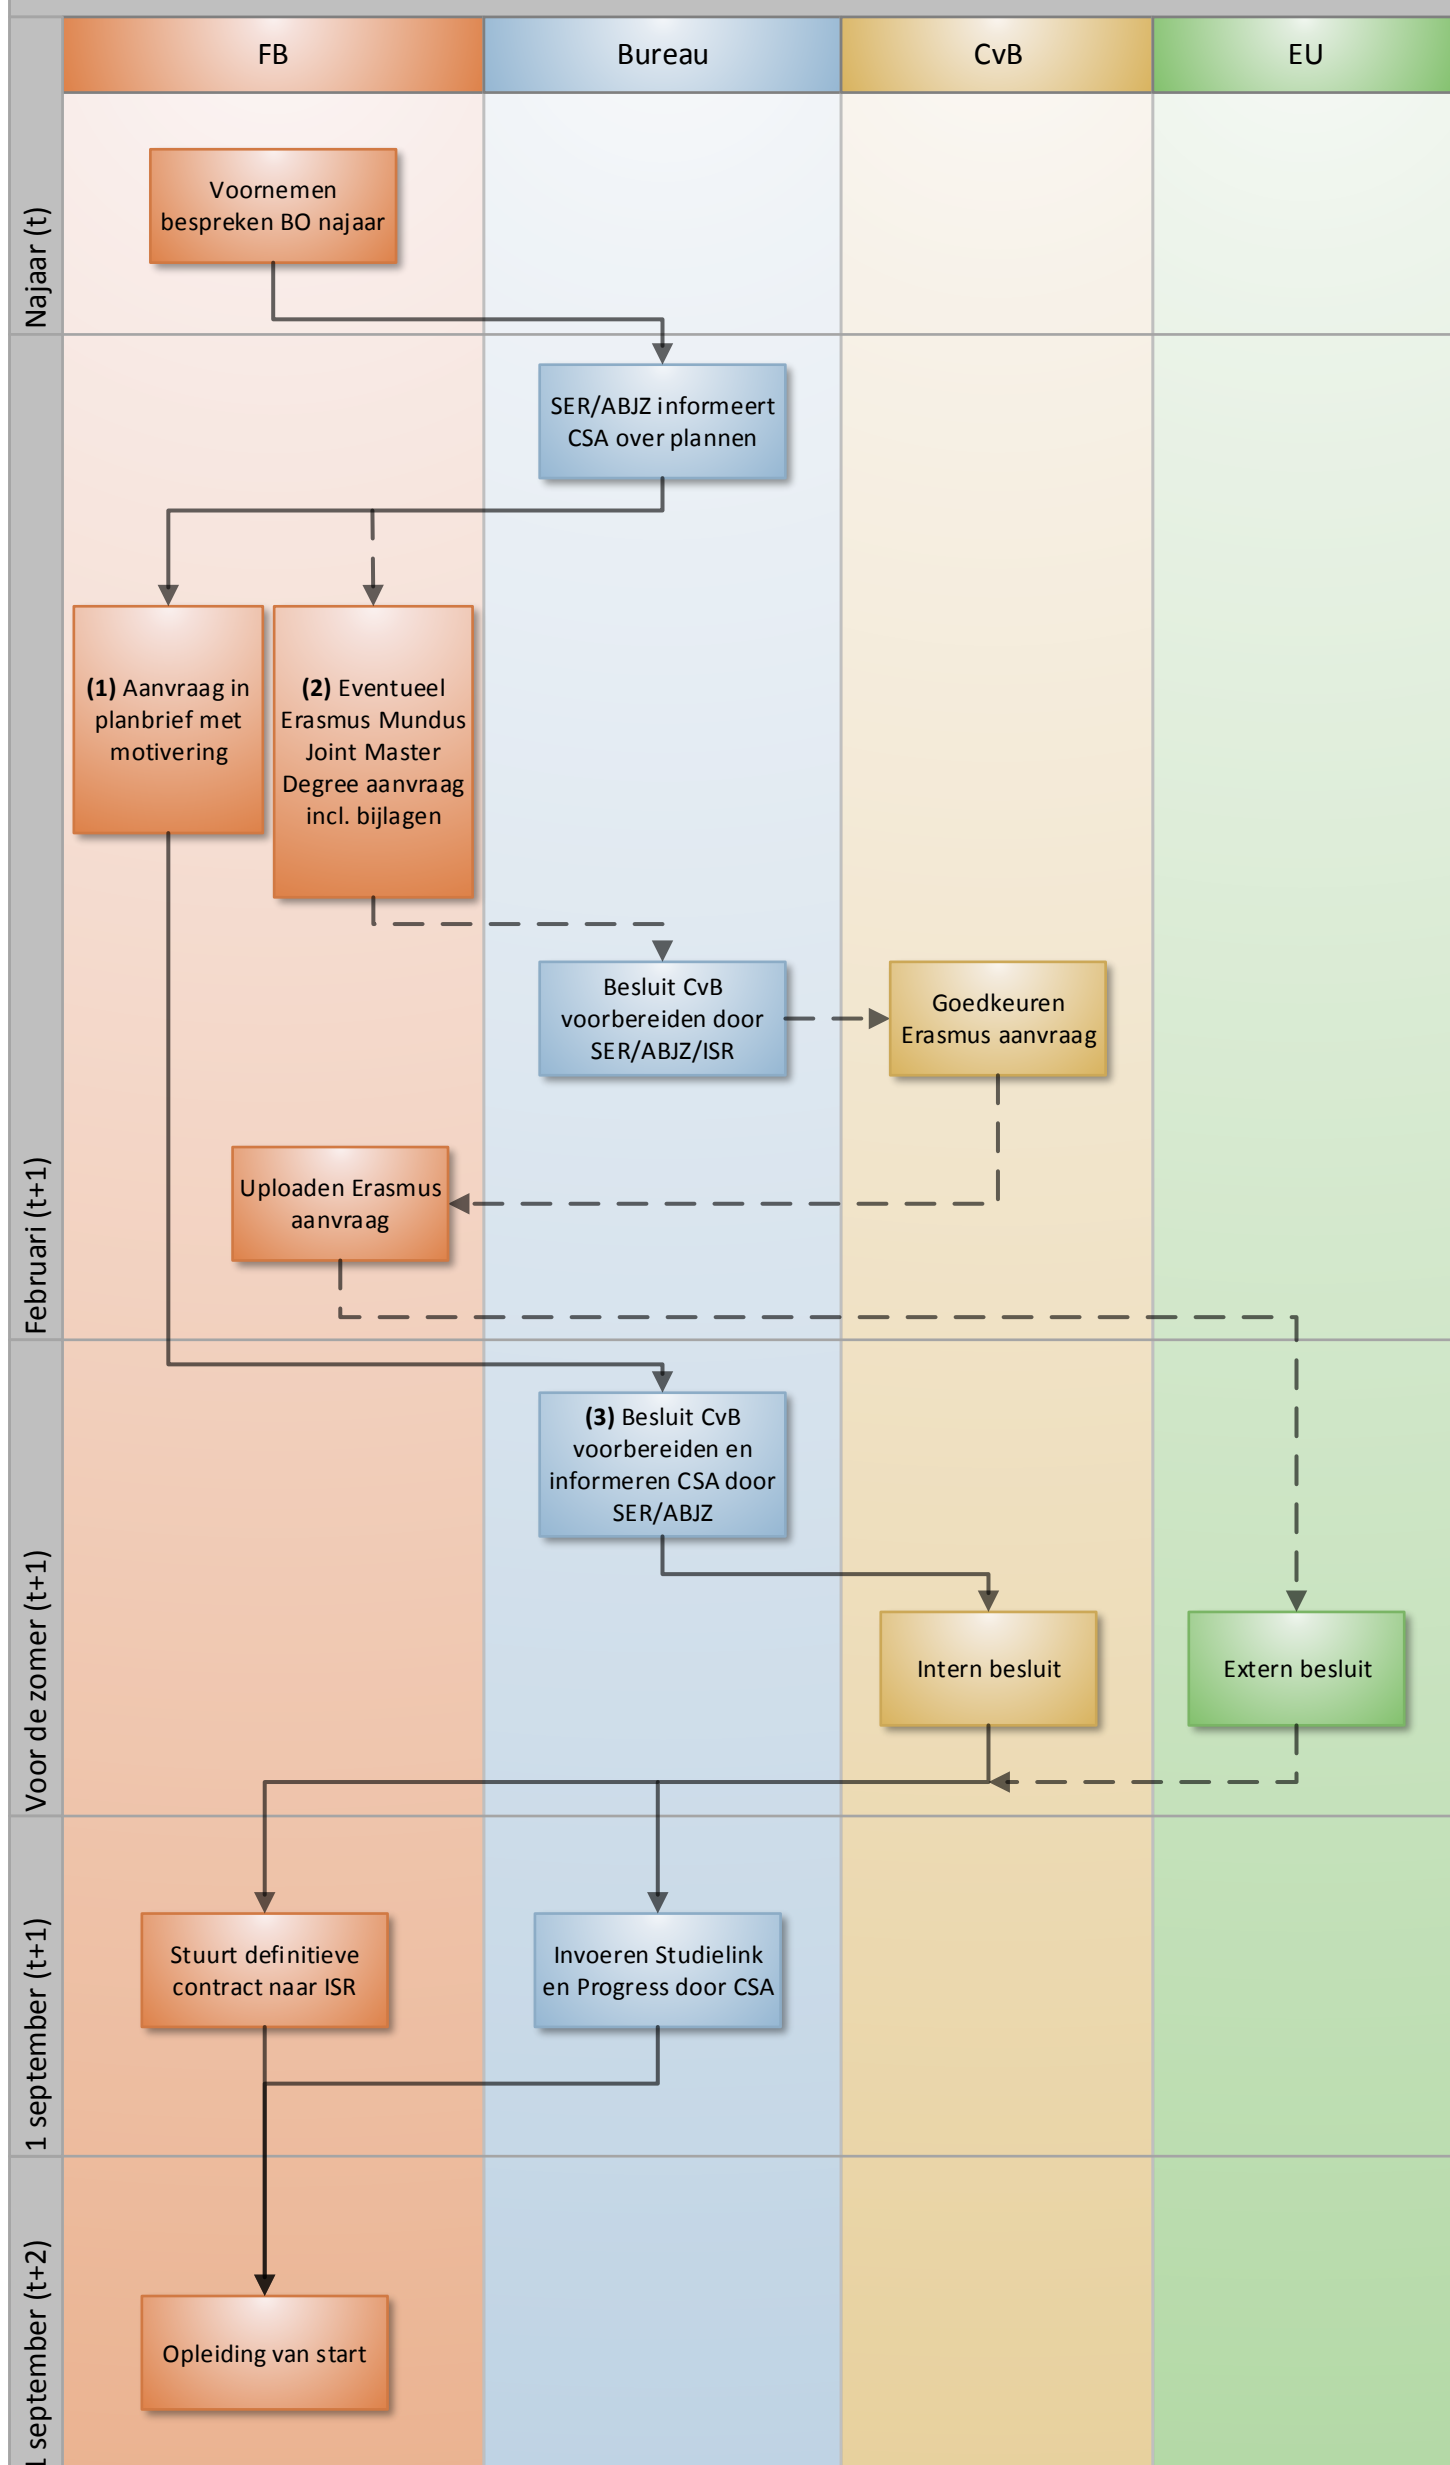 FB
Bureau
CvB
EU
Najaar (t)
Voornemen
bespreken BO najaar
Februari (t+1)
SER/ABJZ informeert
CSA over plannen
(1) Aanvraag in
planbrief met
motivering
(2) Eventueel
Erasmus Mundus
Joint Master
Degree aanvraag
incl. bijlagen
Besluit CvB
voorbereiden door
SER/ABJZ/ISR
Goedkeuren
Erasmus aanvraag
Uploaden Erasmus
aanvraag
Voor de zomer (t+1)
(3) Besluit CvB
voorbereiden en
informeren CSA door
SER/ABJZ
Intern besluit
Extern besluit
1 september (t+1)
Stuurt definitieve
contract naar ISR
Invoeren Studielink
en Progress door CSA
1 september (t+2)
Opleiding van start